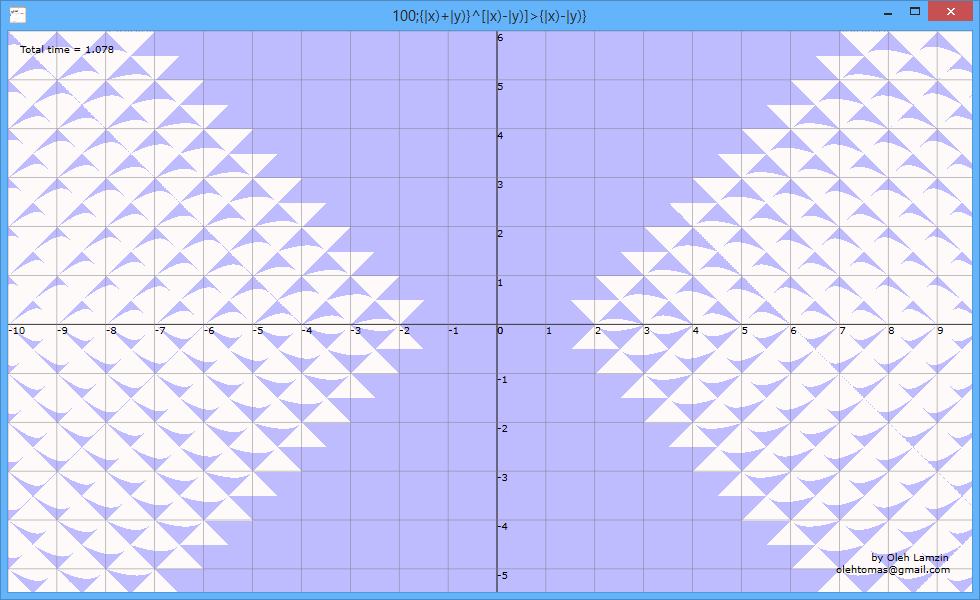 100;{|x)+|y)}^[|x)-|y)]>{|x)-|y)}
Total time = 1.078
6
5
4
3
2
1
-10 -9 -8 -7 -6 -5 -4 -3 -2 -1 0 1 2 3 4 5 6 7 8 9
-1
-2
-3
-4
by Oleh Lamzin
olehtomas@gmail.com
-5